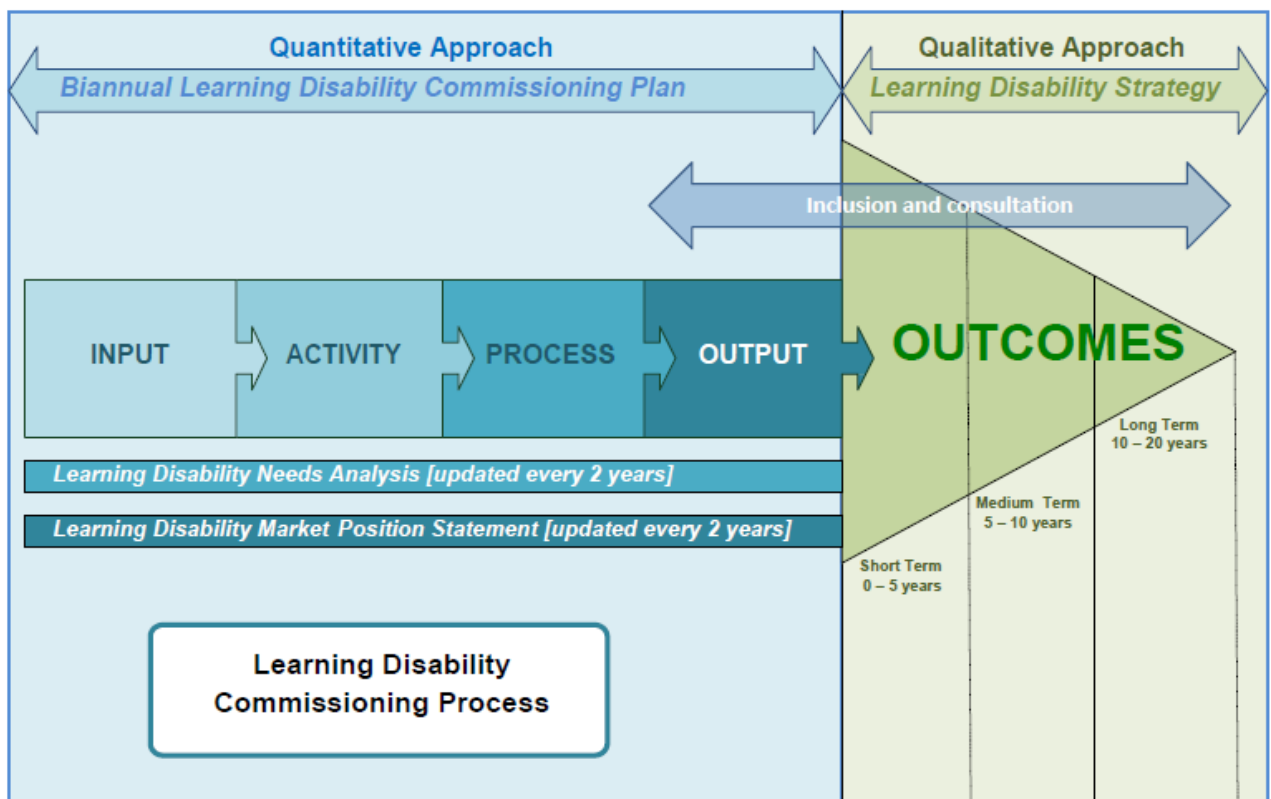 Quantitative Approach
Biannual Learning Disability Commissioning Plan
Qualitative Approach
Learning Disability Strategy
Inclusion and consultation
INPUT
ACTIVITY
PROCESS
OUTPUT
OUTCOMES
Long Term
10 – 20 years
Learning Disability Needs Analysis [updated every 2 years]
Medium Term
5 – 10 years
Learning Disability Market Position Statement [updated every 2 years]
Short Term
0 – 5 years
Learning Disability
Commissioning Process